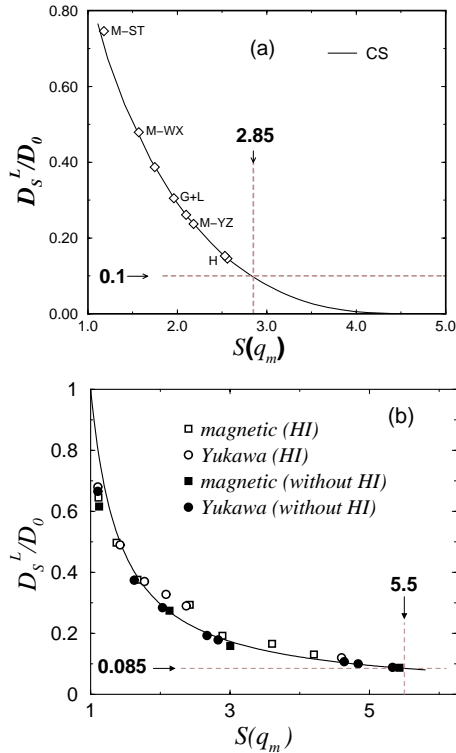 0.80
(a)
CS
M−ST
0.60
M−WX
2.85
0.40
G+L
M−YZ
0.20
H
0.1
0.00
1.0 2.0 3.0 4.0 5.0
D_S^L/D_0
S(q_m)
1
(b)
0.8
magnetic (HI)
Yukawa (HI)
magnetic (without HI)
Yukawa (without HI)
0.6
0.4
5.5
0.2
0.085
0
1 3 5
D_S^L/D_0
S(q_m)